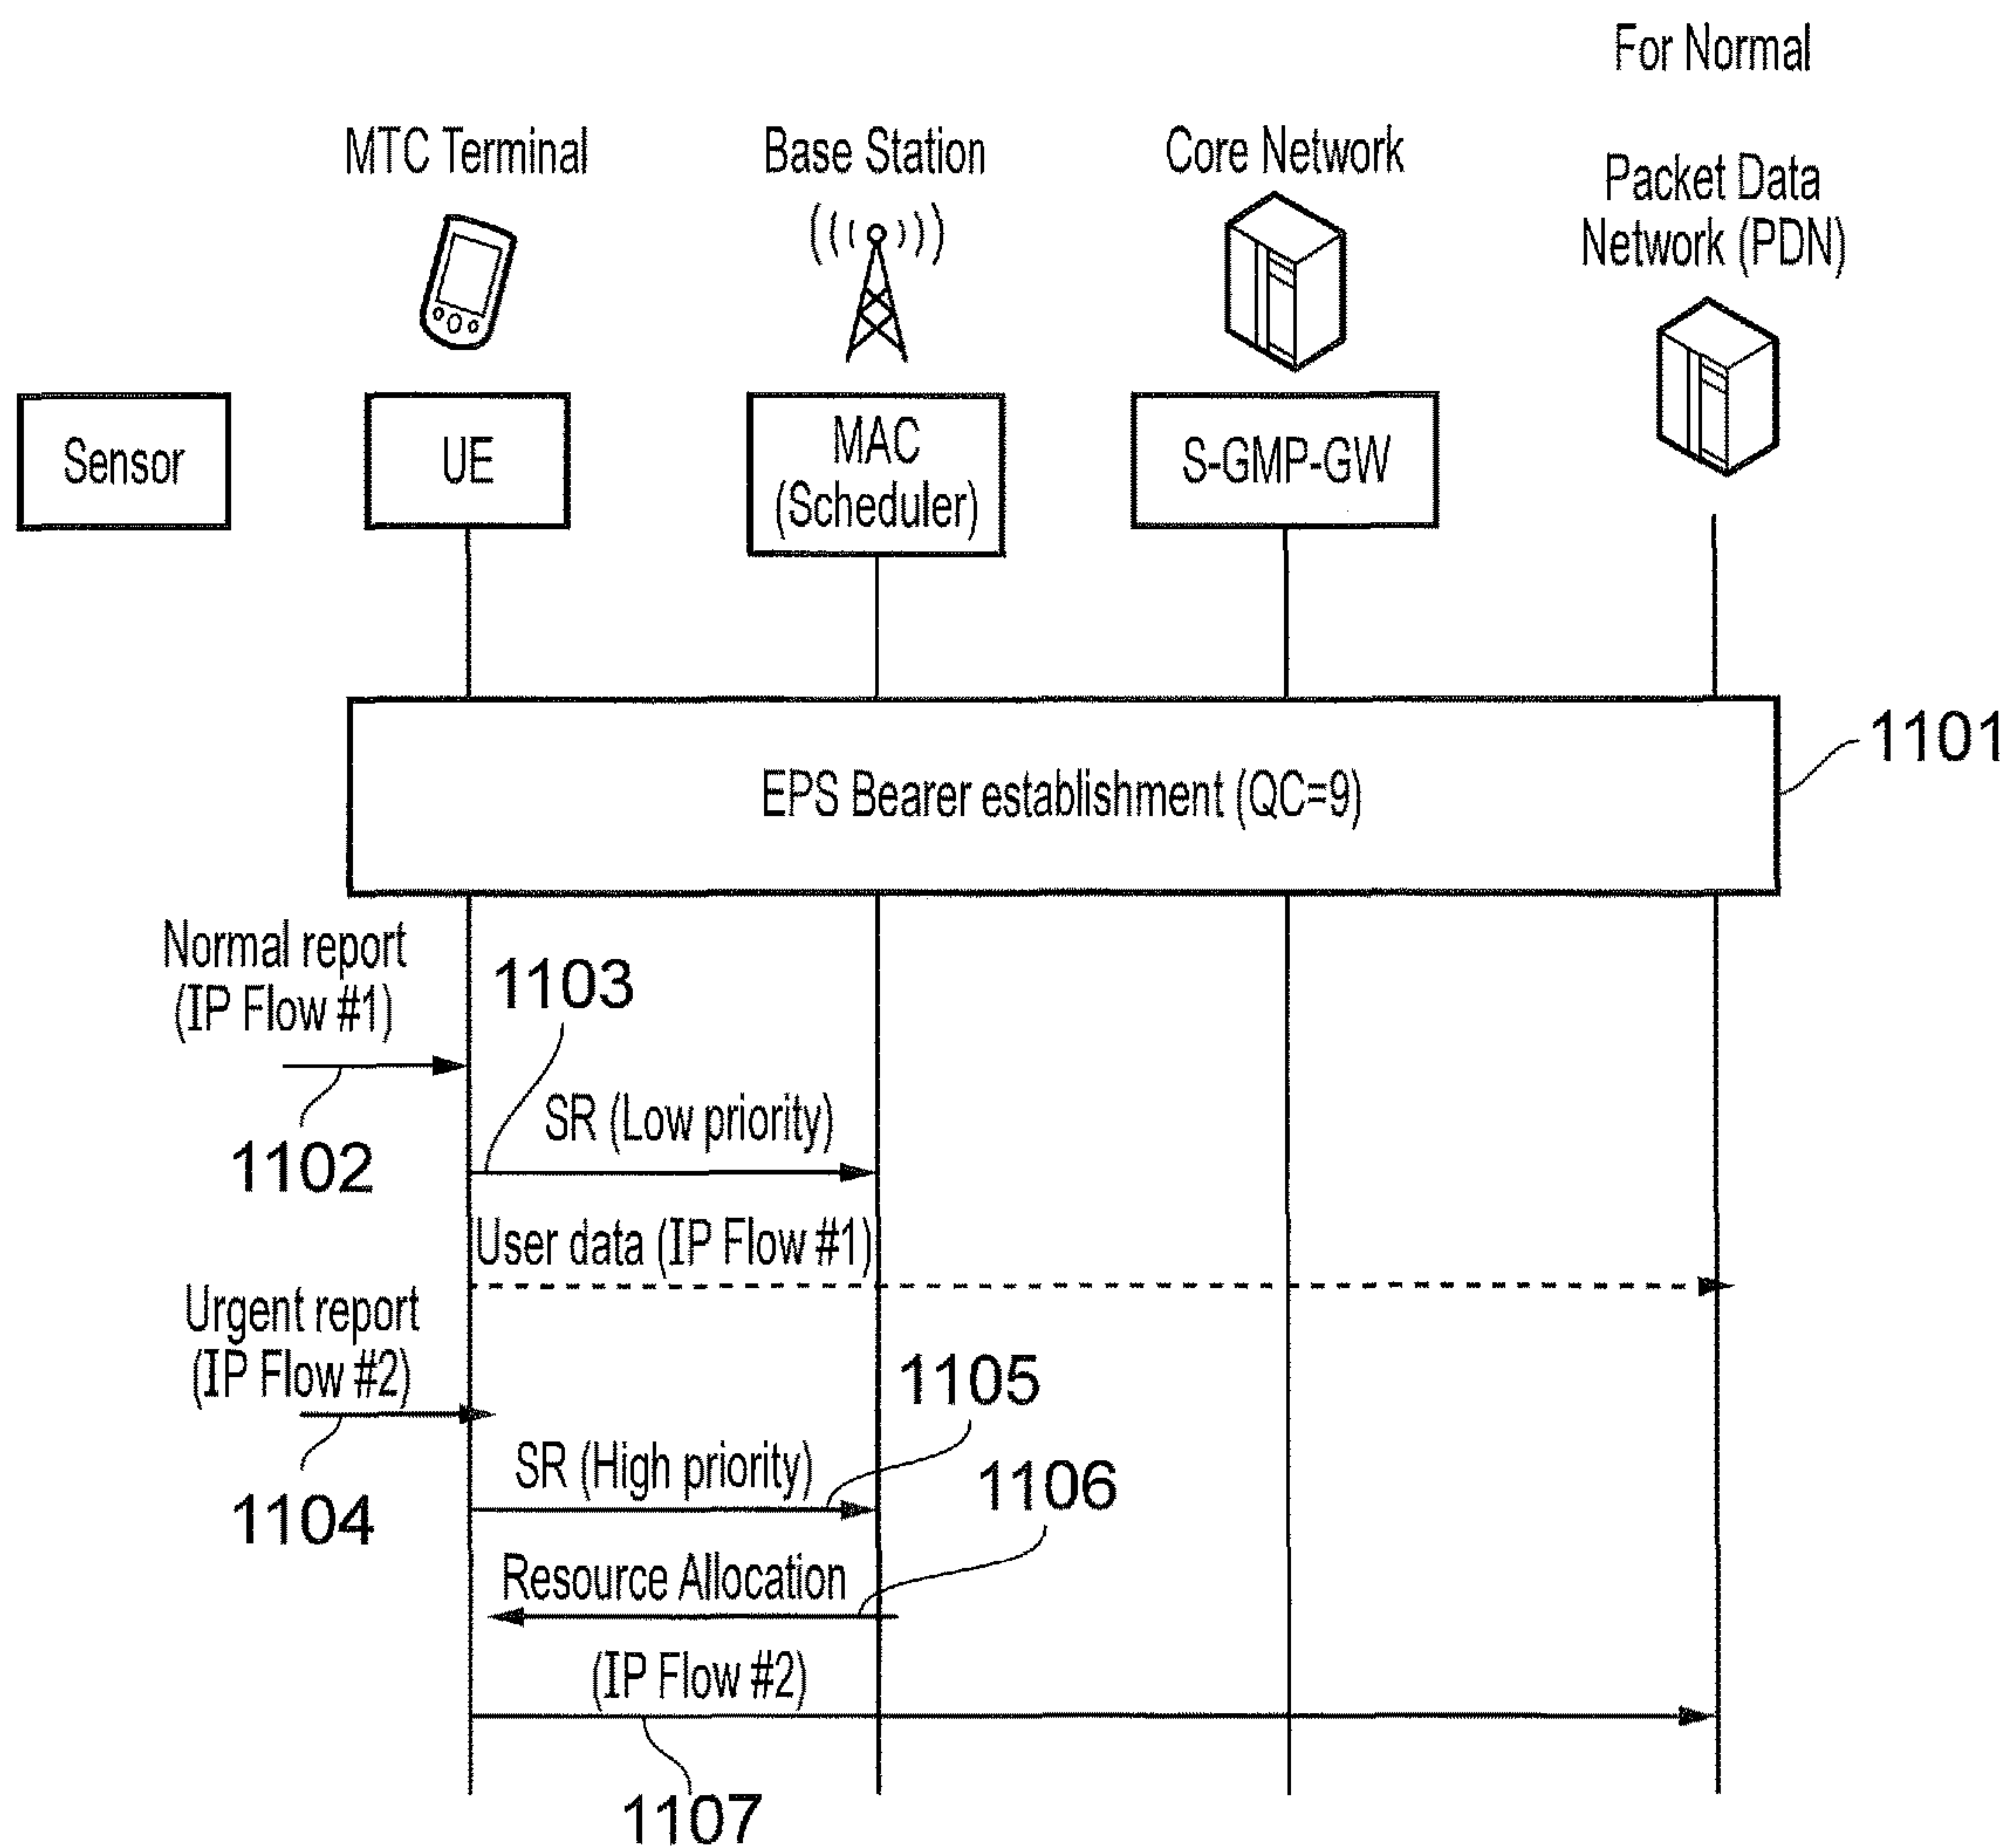 For Normal
MTC Terminal
Base Station
Core Network
Packet Data
Network (PDN)
Sensor
UE
MAC
(Scheduler)
S-GMP-GW
EPS Bearer establishment (QC=9)
1101
Normal report
(IP Flow #1)
1103
1102
SR (Low priority)
User data (IP Flow #1)
Urgent report
(IP Flow #2)
1105
SR (High priority)
1106
1104
Resource Allocation
(IP Flow #2)
1107